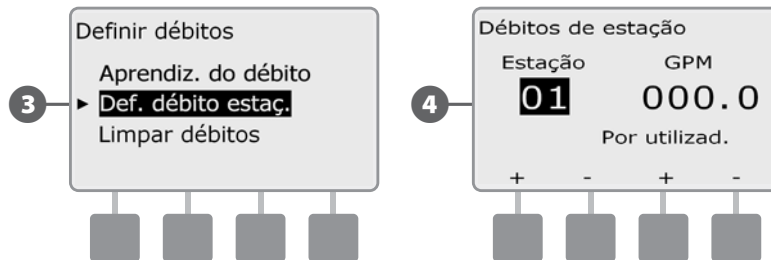 Definir débitos
Aprendiz. do débito
3 ► Def. débito estaç.
Limpar débitos
Débitos de estação
Estação GPM
4 01 000.0
Por utilizad.
+ - + -